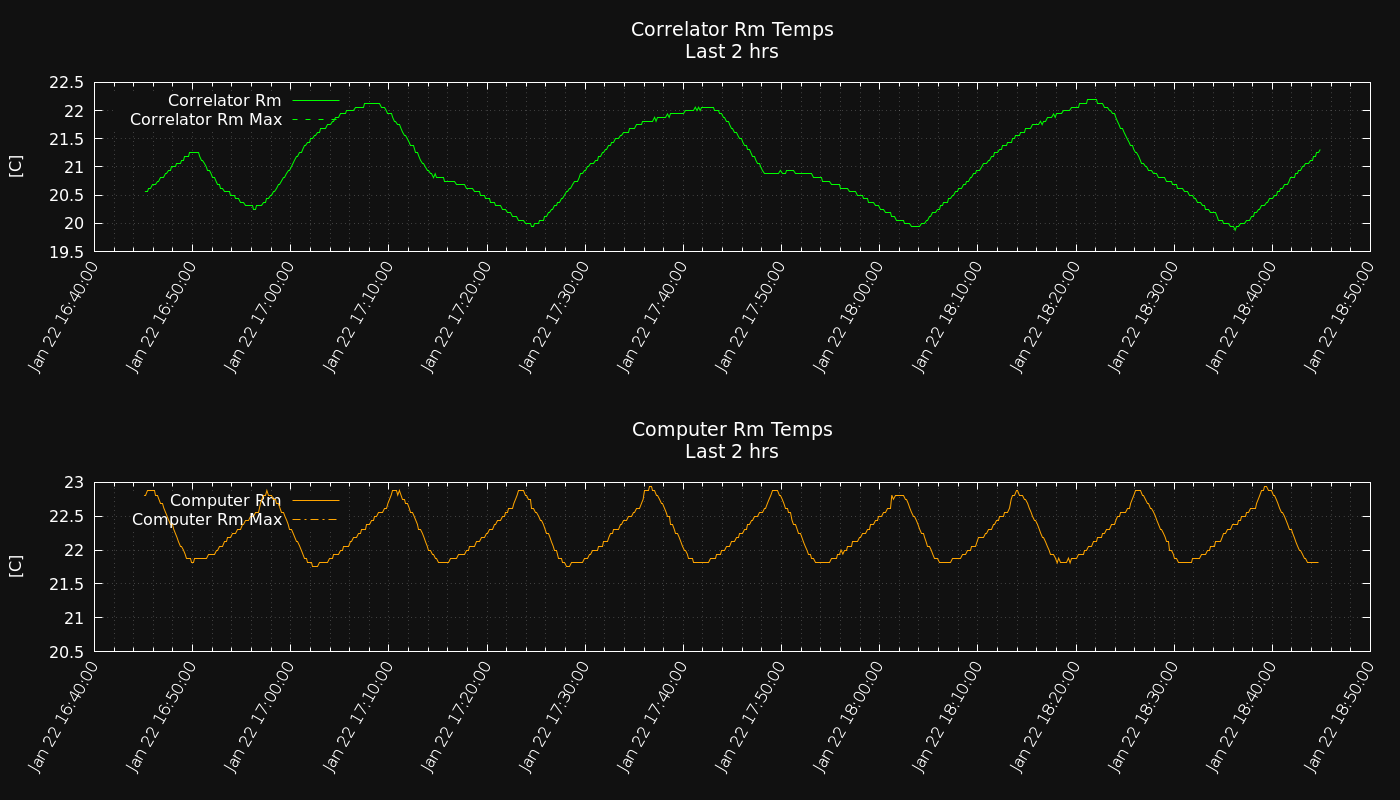 Correlator Rm Temps
Last 2 hrs
22.5
22
21.5
21
20.5
20
19.5
[C]
Correlator Rm
Correlator Rm Max
Jan 22 16:40:00
Jan 22 16:50:00
Jan 22 17:00:00
Jan 22 17:10:00
Jan 22 17:20:00
Jan 22 17:30:00
Jan 22 17:40:00
Jan 22 17:50:00
Jan 22 18:00:00
Jan 22 18:10:00
Jan 22 18:20:00
Jan 22 18:30:00
Jan 22 18:40:00
Jan 22 18:50:00
Computer Rm Temps
Last 2 hrs
23
22.5
22
21.5
21
20.5
[C]
Computer Rm
Computer Rm Max
Jan 22 16:40:00
Jan 22 16:50:00
Jan 22 17:00:00
Jan 22 17:10:00
Jan 22 17:20:00
Jan 22 17:30:00
Jan 22 17:40:00
Jan 22 17:50:00
Jan 22 18:00:00
Jan 22 18:10:00
Jan 22 18:20:00
Jan 22 18:30:00
Jan 22 18:40:00
Jan 22 18:50:00